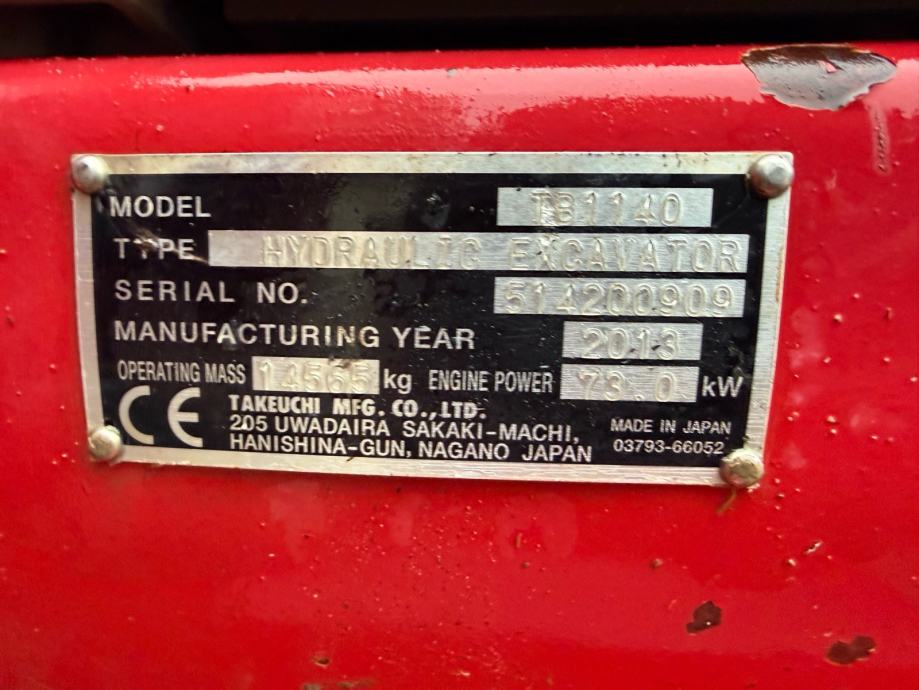 MODEL TB1140
TYPE HYDRAULIC EXCAVATOR
SERIAL NO. 514200909
MANUFACTURING YEAR 2013
OPERATING MASS 14565 kg ENGINE POWER 73.0 kW
CE TAKEUCHI MFG. CO.,LTD.
205 UWADAIRA SAKAKI-MACHI,
HANISHINA-GUN, NAGANO JAPAN
MADE IN JAPAN
03793-66052